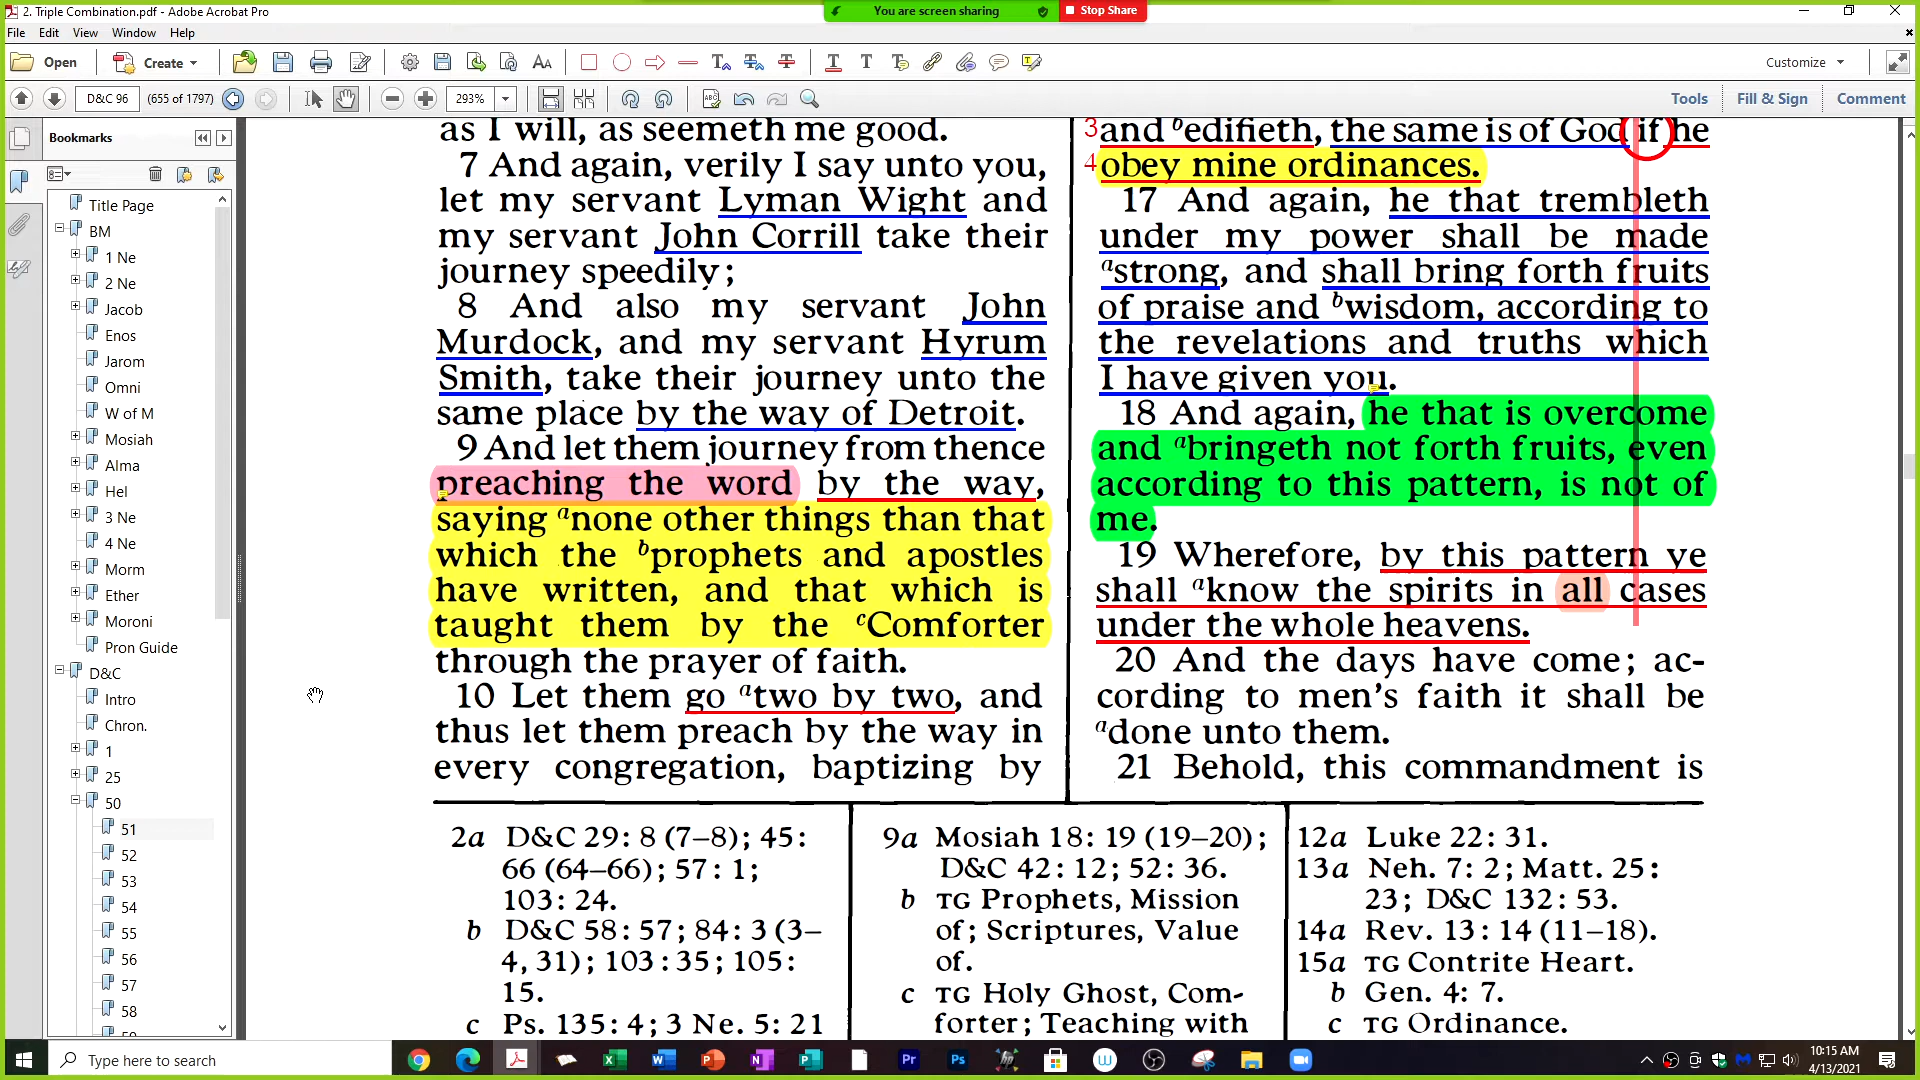 2. Triple Combination.pdf - Adobe Acrobat Pro
You are screen sharing
Stop Share
File Edit View Window Help
Open
Create
Customize
D&C 96
(655 of 1797)
293%
Tools
Fill & Sign
Comment
Bookmarks
Title Page
BM
1 Ne
2 Ne
Jacob
Enos
Jarom
Omni
W of M
Mosiah
Alma
Hel
3 Ne
4 Ne
Morm
Ether
Moroni
Pron Guide
D&C
Intro
Chron.
1
25
50
51
52
53
54
55
56
57
58
as I will, as seemeth me good.
7 And again, verily I say unto you,
let my servant Lyman Wight and
my servant John Corrill take their
journey speedily;
8 And also my servant John
Murdock, and my servant Hyrum
Smith, take their journey unto the
same place by the way of Detroit.
9 And let them journey from thence
preaching the word by the way,
saying a none other things than that
which the b prophets and apostles
have written, and that which is
taught them by the c Comforter
through the prayer of faith.
10 Let them go a two by two, and
thus let them preach by the way in
every congregation, baptizing by
3 and b edifieth, the same is of God if he
4 obey mine ordinances.
17 And again, he that trembleth
under my power shall be made
a strong, and shall bring forth fruits
of praise and b wisdom, according to
the revelations and truths which
I have given you.
18 And again, he that is overcome
and a bringeth not forth fruits, even
according to this pattern, is not of
me.
19 Wherefore, by this pattern ye
shall a know the spirits in all cases
under the whole heavens.
20 And the days have come; ac-
cording to men's faith it shall be
a done unto them.
21 Behold, this commandment is
2a D&C 29: 8 (7–8); 45:
66 (64–66); 57: 1;
103: 24.
b D&C 58: 57; 84: 3 (3–
4, 31); 103: 35; 105:
15.
c Ps. 135: 4; 3 Ne. 5: 21
9a Mosiah 18: 19 (19–20);
D&C 42: 12; 52: 36.
b TG Prophets, Mission
of; Scriptures, Value
of.
c TG Holy Ghost, Com-
forter; Teaching with
12a Luke 22: 31.
13a Neh. 7: 2; Matt. 25:
23; D&C 132: 53.
14a Rev. 13: 14 (11–18).
15a TG Contrite Heart.
b Gen. 4: 7.
c TG Ordinance.
Type here to search
10:15 AM
4/13/2021